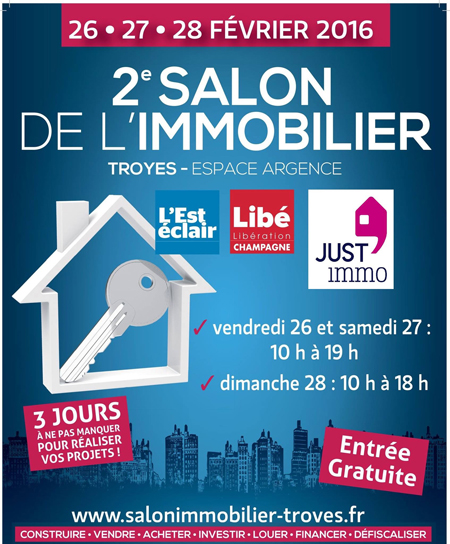 26 • 27 • 28 FÉVRIER 2016
2e SALON
DE L'IMMOBILIER
TROYES – ESPACE ARGENCE
L'Est
éclair
Libé
Libération
CHAMPAGNE
JUST
immo
✓ vendredi 26 et samedi 27 :
10 h à 19 h
✓ dimanche 28 : 10 h à 18 h
3 JOURS
À NE PAS MANQUER
POUR RÉALISER
VOS PROJETS !
Entrée
Gratuite
www.salonimmobilier-troyes.fr
CONSTRUIRE • VENDRE • ACHETER • INVESTIR • LOUER • FINANCER • DÉFISCALISER